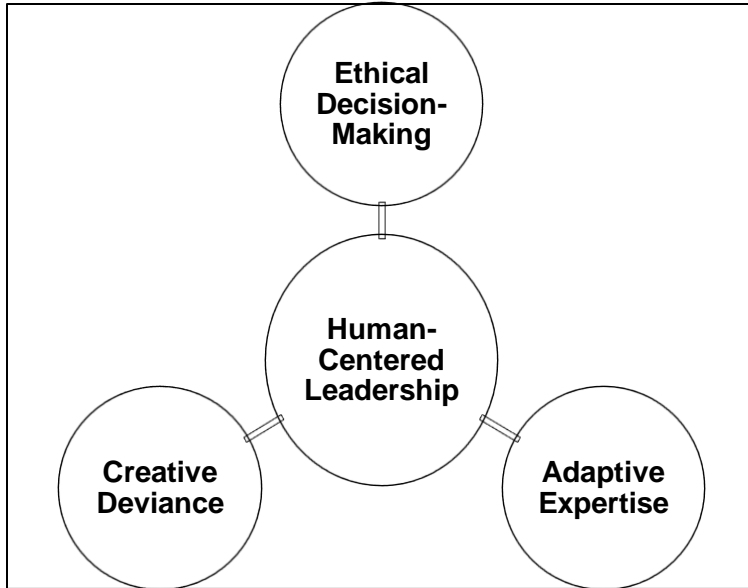 Ethical
Decision-
Making
Human-
Centered
Leadership
Creative
Deviance
Adaptive
Expertise